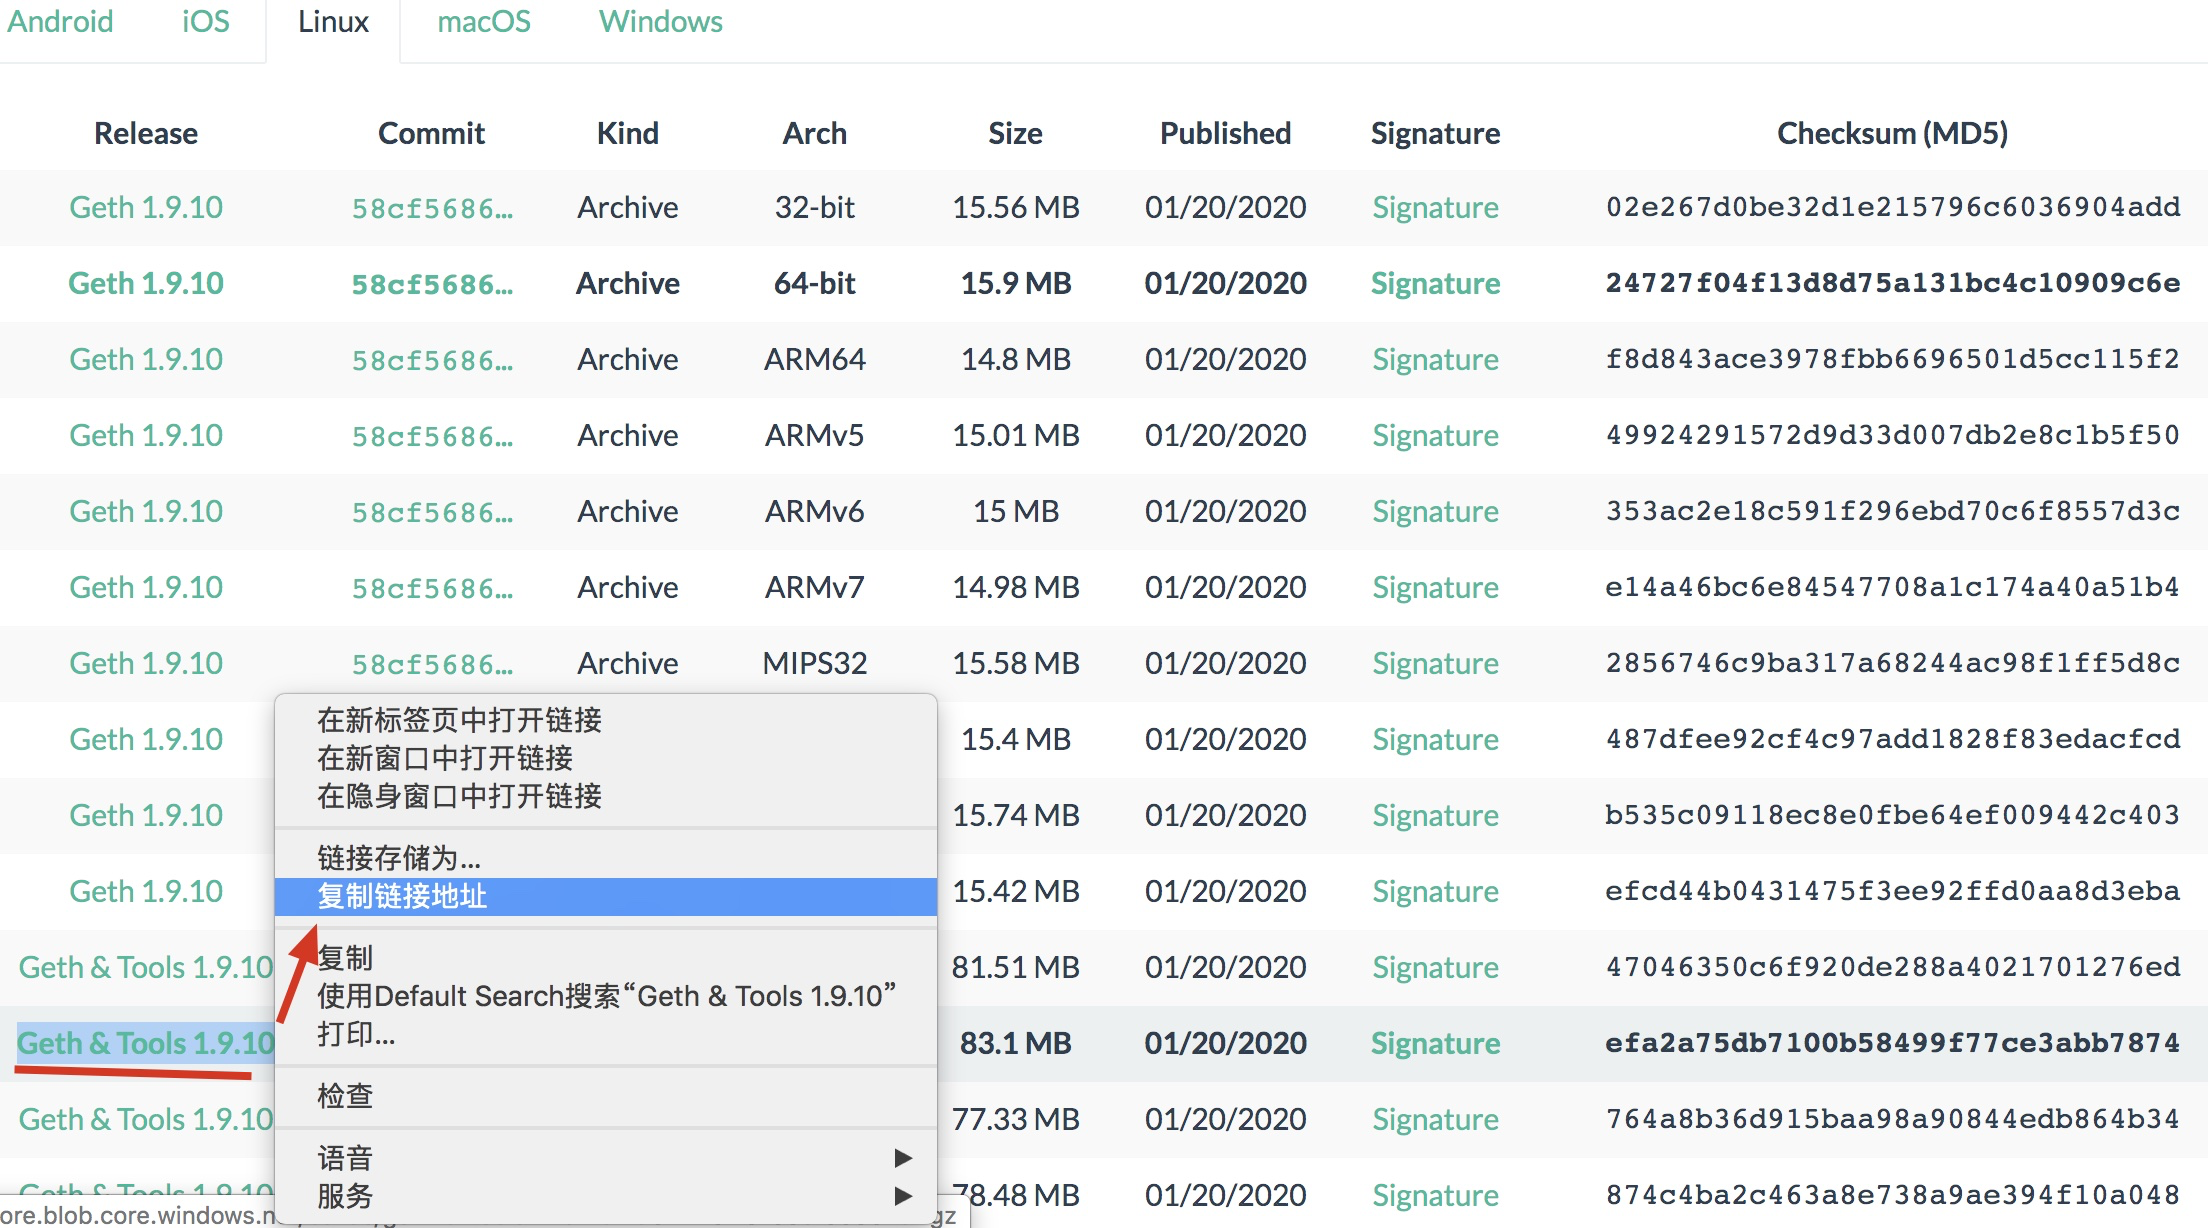 Android iOS Linux macOS Windows
Release Commit Kind Arch Size Published Signature Checksum (MD5)
Geth 1.9.10 58cf5686... Archive 32-bit 15.56 MB 01/20/2020 Signature 02e267d0be32d1e215796c6036904add
Geth 1.9.10 58cf5686... Archive 64-bit 15.9 MB 01/20/2020 Signature 24727f04f13d8d75a131bc4c10909c6e
Geth 1.9.10 58cf5686... Archive ARM64 14.8 MB 01/20/2020 Signature f8d843ace3978fbb6696501d5cc115f2
Geth 1.9.10 58cf5686... Archive ARMv5 15.01 MB 01/20/2020 Signature 49924291572d9d33d007db2e8c1b5f50
Geth 1.9.10 58cf5686... Archive ARMv6 15 MB 01/20/2020 Signature 353ac2e18c591f296ebd70c6f8557d3c
Geth 1.9.10 58cf5686... Archive ARMv7 14.98 MB 01/20/2020 Signature e14a46bc6e84547708a1c174a40a51b4
Geth 1.9.10 58cf5686... Archive MIPS32 15.58 MB 01/20/2020 Signature 2856746c9ba317a68244ac98f1ff5d8c
Geth 1.9.10 15.4 MB 01/20/2020 Signature 487dfee92cf4c97add1828f83edacfcd
Geth 1.9.10 15.74 MB 01/20/2020 Signature b535c09118ec8e0fbe64ef009442c403
Geth 1.9.10 15.42 MB 01/20/2020 Signature efcd44b0431475f3ee92ffd0aa8d3eba
Geth & Tools 1.9.10 81.51 MB 01/20/2020 Signature 47046350c6f920de288a4021701276ed
Geth & Tools 1.9.10 83.1 MB 01/20/2020 Signature efa2a75db7100b58499f77ce3abb7874
Geth & Tools 1.9.10 77.33 MB 01/20/2020 Signature 764a8b36d915baa98a90844edb864b34
Geth & Tools 1.9.10 78.48 MB 01/20/2020 Signature 874c4ba2c463a8e738a9ae394f10a048
在新标签页中打开链接
在新窗口中打开链接
在隐身窗口中打开链接
链接存储为...
复制链接地址
复制
使用Default Search搜索“Geth & Tools 1.9.10”
打印...
检查
语音
服务
ore.blob.core.windows.n gz